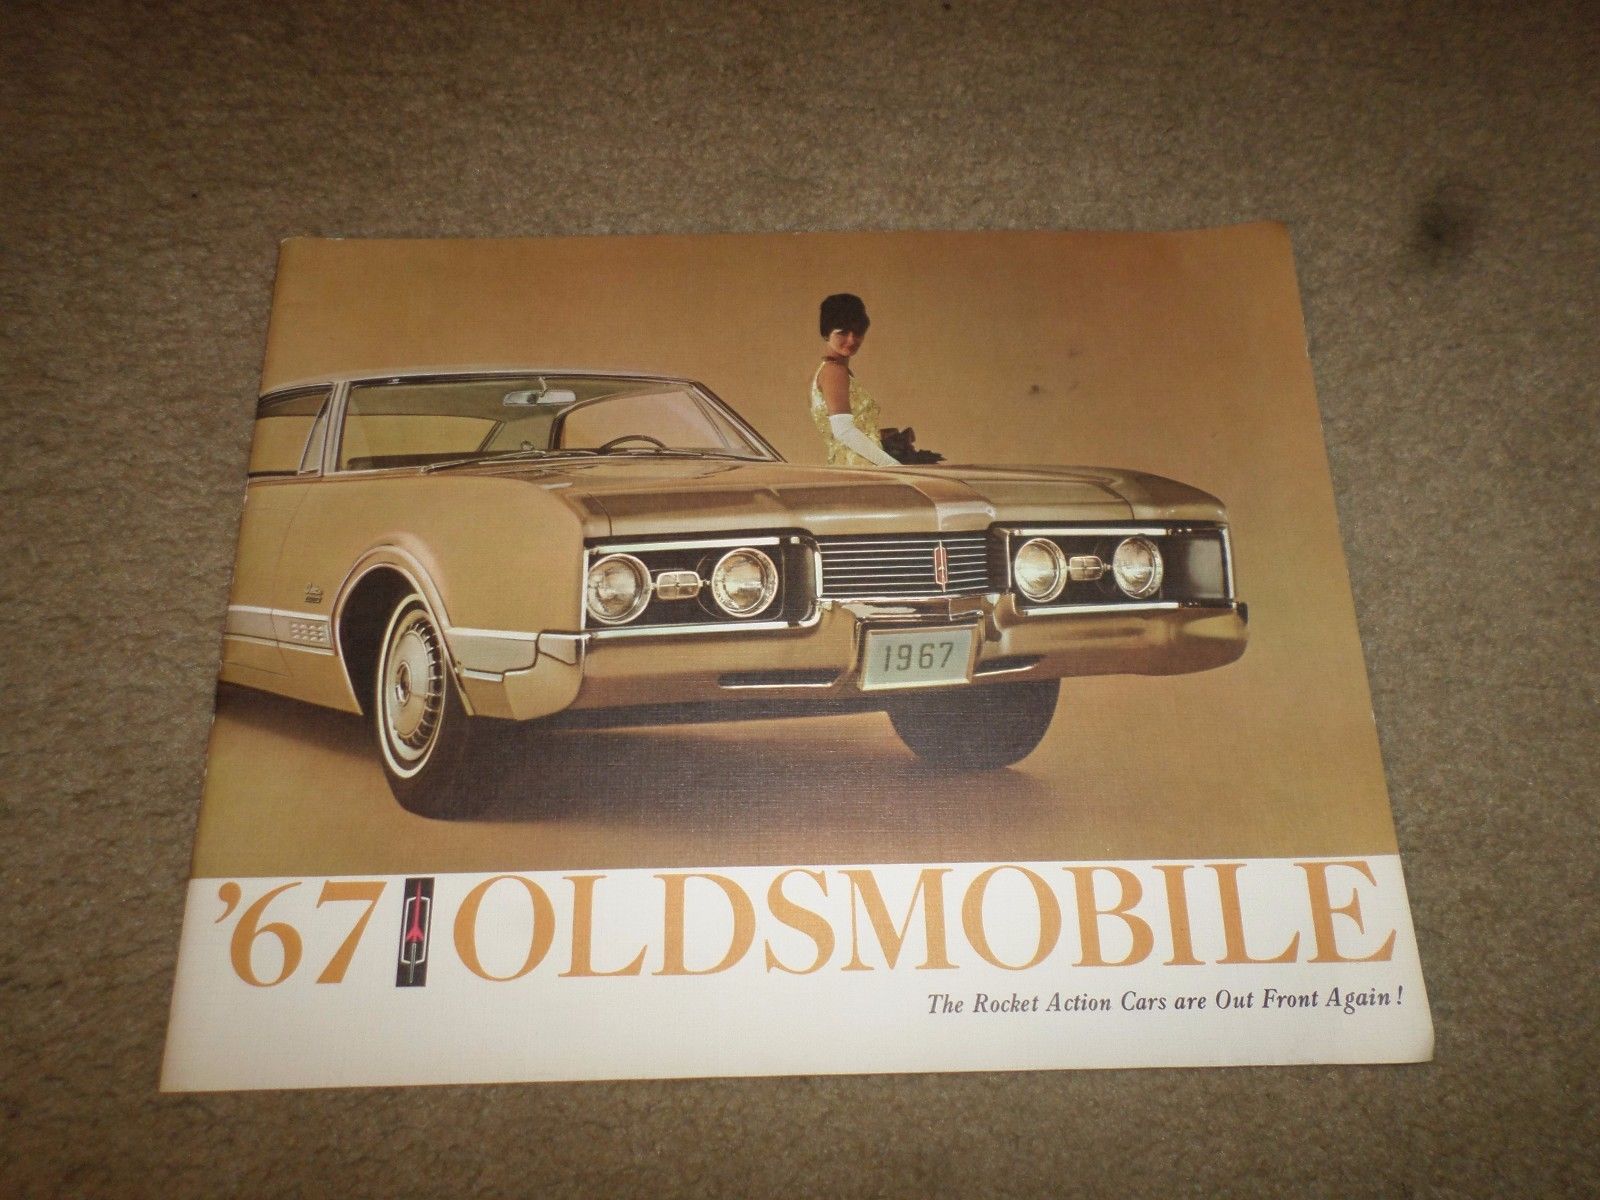 1967
'67 OLDSMOBILE
The Rocket Action Cars are Out Front Again!